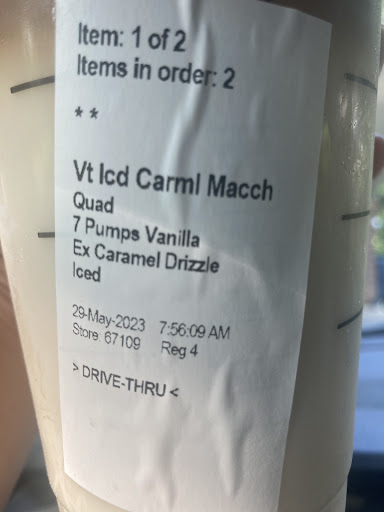 Item: 1 of 2
Items in order: 2
* *
Vt Icd Carml Macch
Quad
7 Pumps Vanilla
Ex Caramel Drizzle
Iced
29-May-2023 7:56:09 AM
Store: 67109 Reg 4
> DRIVE-THRU <